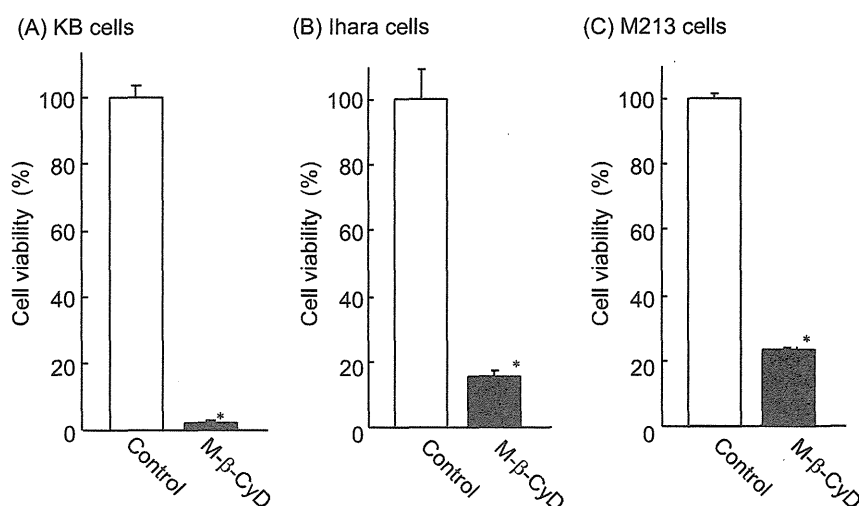 (A) KB cells
(B) Ihara cells
(C) M213 cells
Cell viability (%)
100
80
60
40
20
0
Control
M-β-CyD
*
Cell viability (%)
100
80
60
40
20
0
Control
M-β-CyD
*
Cell viability (%)
100
80
60
40
20
0
Control
M-β-CyD
*